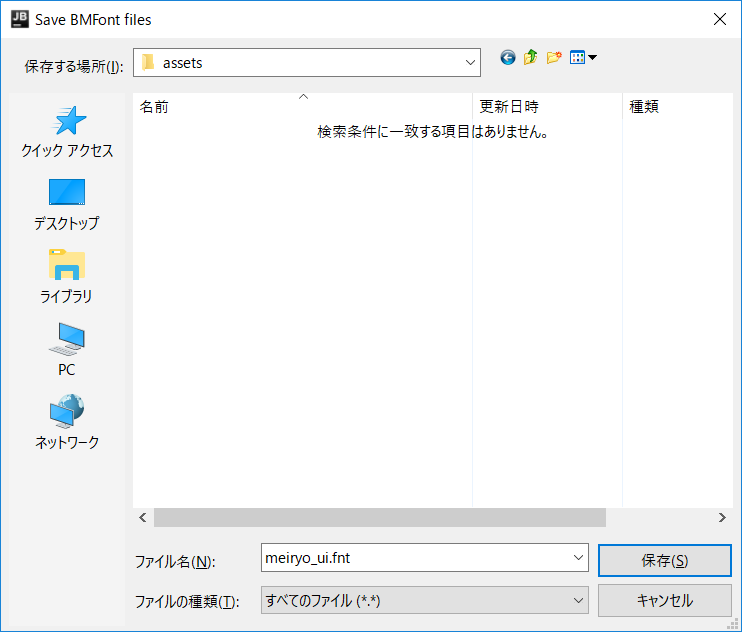 JB Save BMFont files
保存する場所(I): assets
名前 更新日時 種類
検索条件に一致する項目はありません。
クイック アクセス
デスクトップ
ライブラリ
PC
ネットワーク
ファイル名(N): meiryo_ui.fnt 保存(S)
ファイルの種類(T): すべてのファイル (*.*) キャンセル